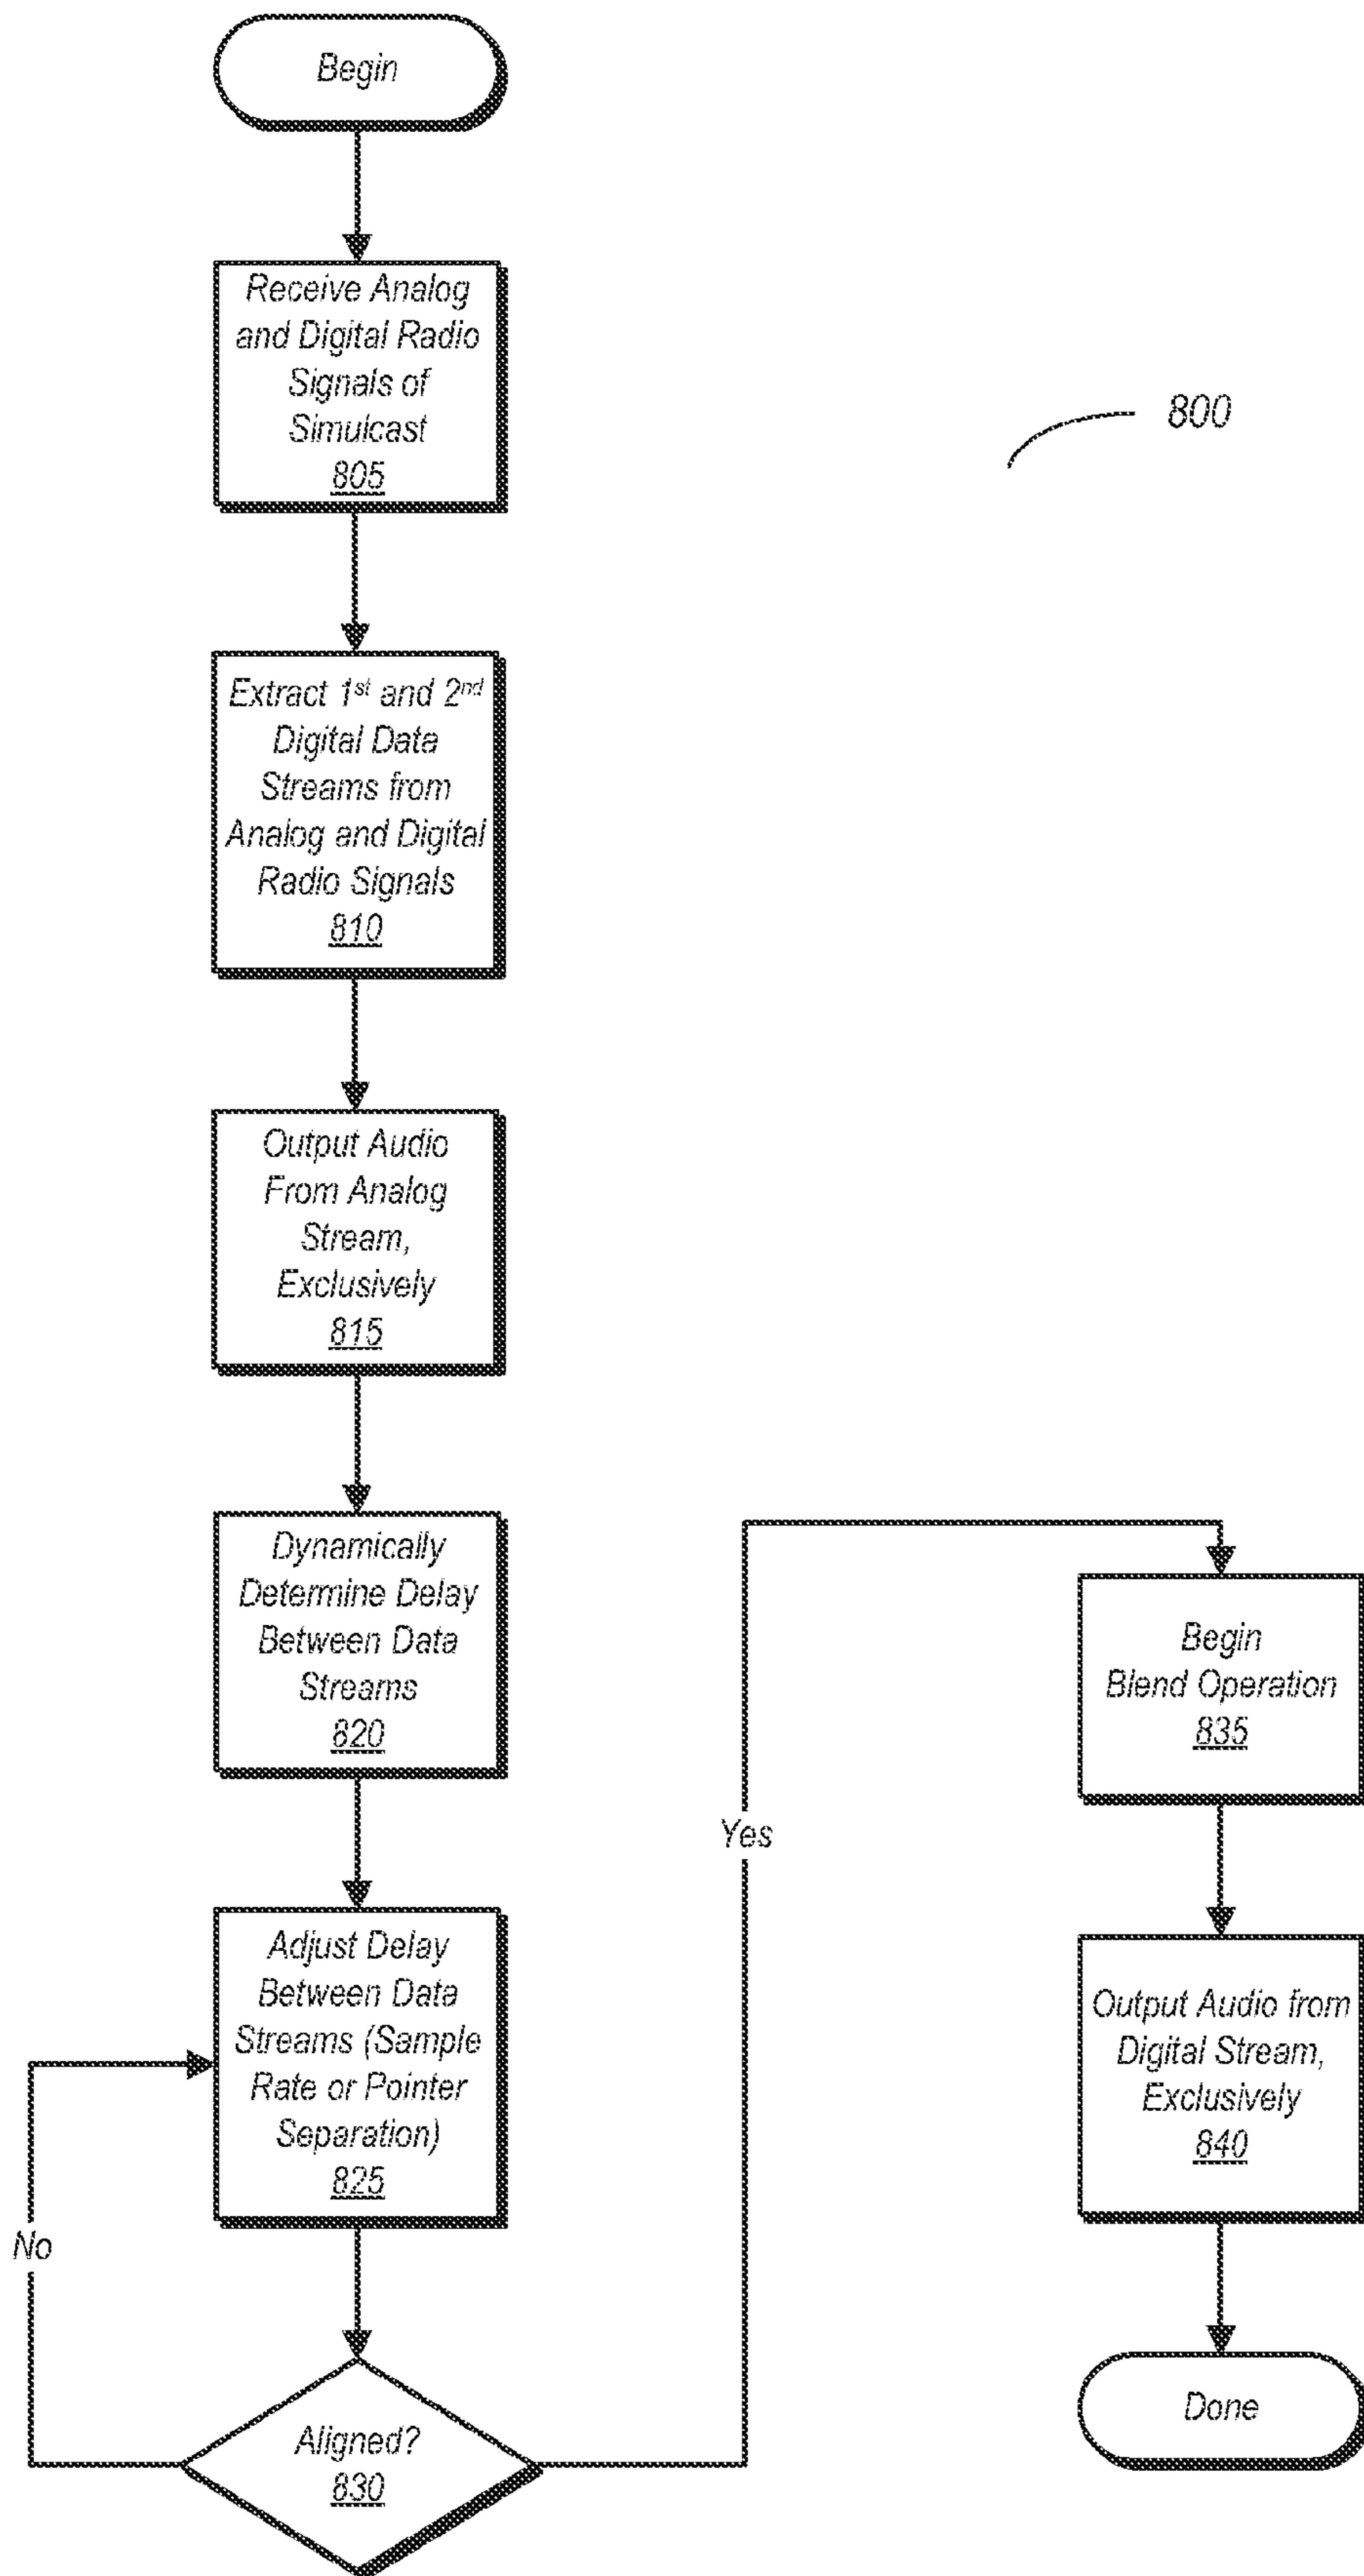 Begin
Receive Analog
and Digital Radio
Signals of
Simulcast
805
800
Extract 1st and 2nd
Digital Data
Streams from
Analog and Digital
Radio Signals
810
Output Audio
From Analog
Stream,
Exclusively
815
Dynamically
Determine Delay
Between Data
Streams
820
Adjust Delay
Between Data
Streams (Sample
Rate or Pointer
Separation)
825
No
Aligned?
830
Yes
Begin
Blend Operation
835
Output Audio from
Digital Stream,
Exclusively
840
Done